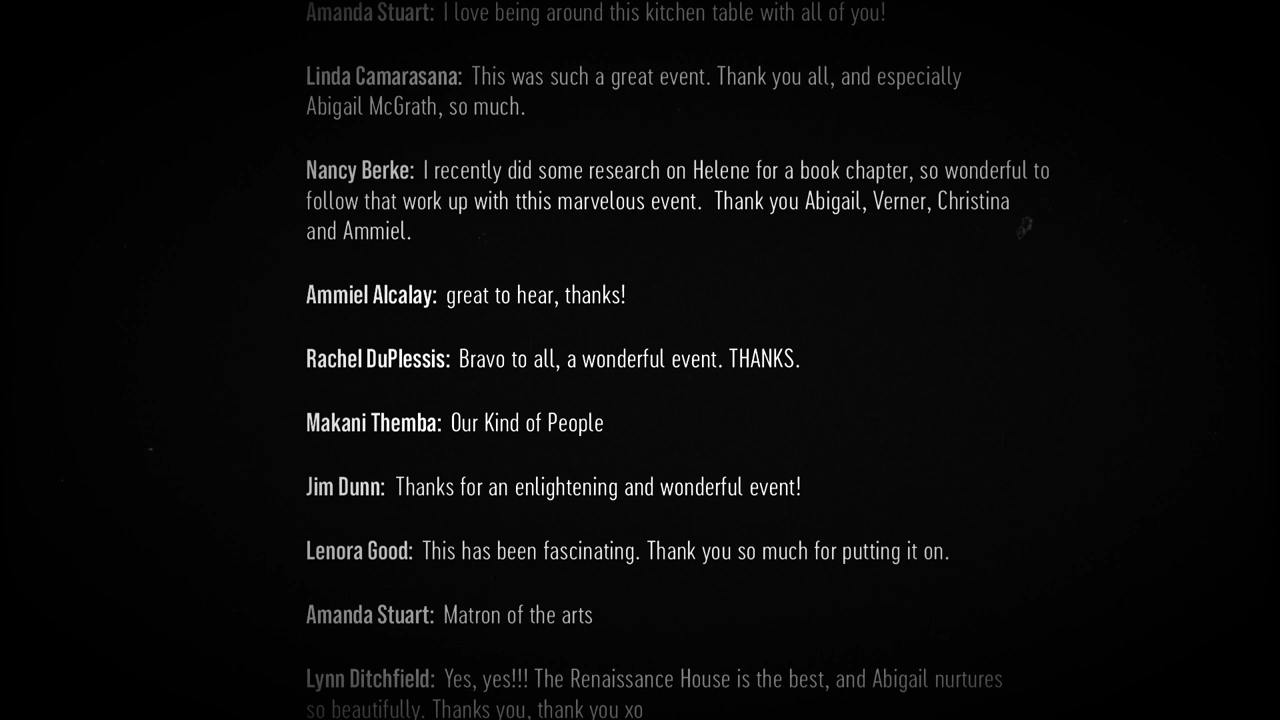 Amanda Stuart: I love being around this kitchen table with all of you!
Linda Camarasana: This was such a great event. Thank you all, and especially
Abigail McGrath, so much.
Nancy Berke: I recently did some research on Helene for a book chapter, so wonderful to
follow that work up with tthis marvelous event.  Thank you Abigail, Verner, Christina
and Ammiel.
Ammiel Alcalay: great to hear, thanks!
Rachel DuPlessis: Bravo to all, a wonderful event. THANKS.
Makani Themba: Our Kind of People
Jim Dunn: Thanks for an enlightening and wonderful event!
Lenora Good: This has been fascinating. Thank you so much for putting it on.
Amanda Stuart: Matron of the arts
Lynn Ditchfield: Yes, yes!!! The Renaissance House is the best, and Abigail nurtures
so beautifully. Thanks you, thank you xo